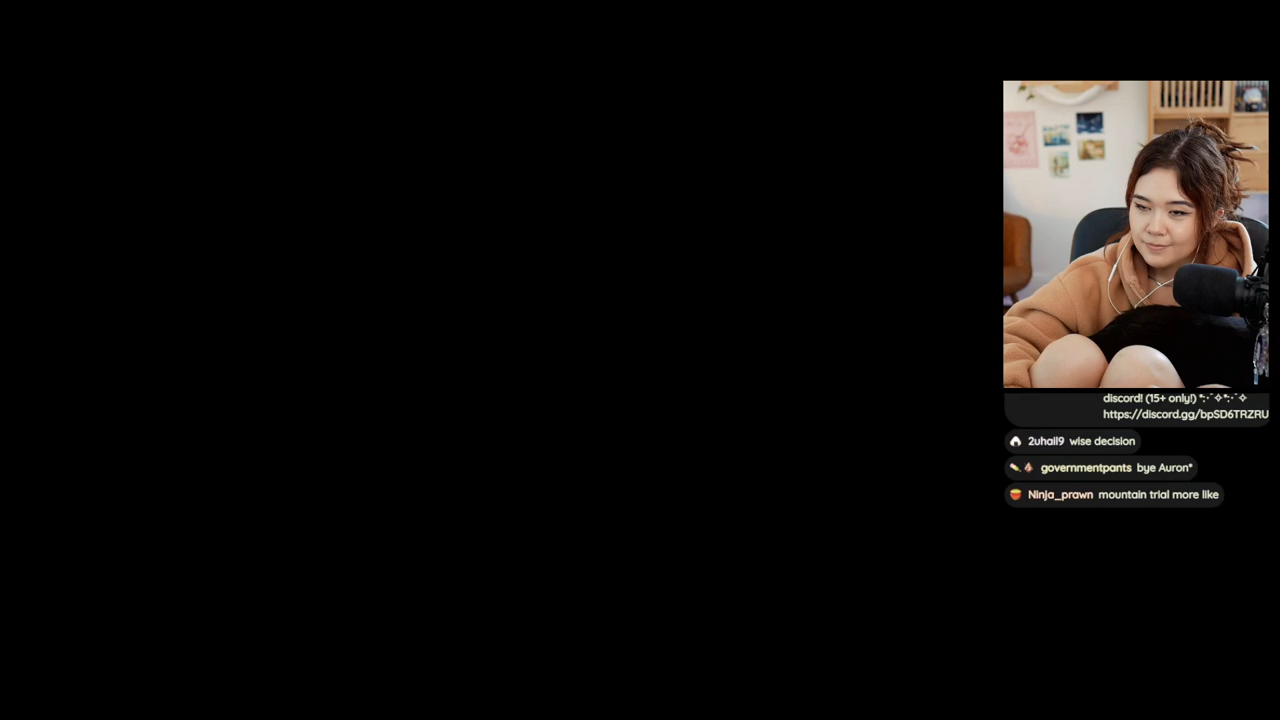 discord! (15+ only!) *:･ﾟ✧*:･ﾟ✧
https://discord.gg/bpSD6TRZRU
2uhail9 wise decision
governmentpants bye Auron*
Ninja_prawn mountain trial more like